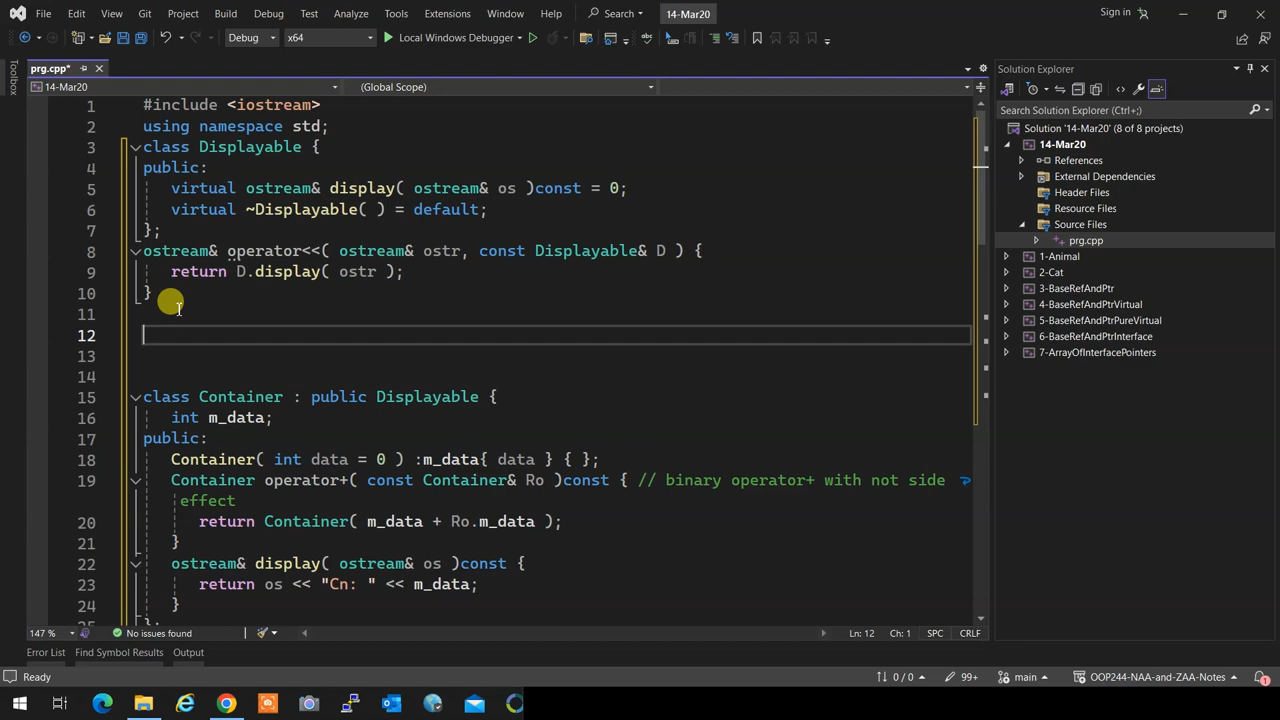 File Edit View Git Project Build Debug Test Analyze Tools Extensions Window Help Search 14-Mar20 Sign in
Debug x64 Local Windows Debugger
Toolbox
prg.cpp*
14-Mar20 (Global Scope)
1 #include <iostream>
2 using namespace std;
3 class Displayable {
4 public:
5 virtual ostream& display( ostream& os )const = 0;
6 virtual ~Displayable( ) = default;
7 };
8 ostream& operator<<( ostream& ostr, const Displayable& D ) {
9 return D.display( ostr );
10 }
11
12
13
14
15 class Container : public Displayable {
16 int m_data;
17 public:
18 Container( int data = 0 ) :m_data{ data } { };
19 Container operator+( const Container& Ro )const { // binary operator+ with not side
effect
20 return Container( m_data + Ro.m_data );
21 }
22 ostream& display( ostream& os )const {
23 return os << "Cn: " << m_data;
24 }
25 };
147 % No issues found Ln: 12 Ch: 1 SPC CRLF
Error List Find Symbol Results Output
Ready 0 / 0 99+ main OOP244-NAA-and-ZAA-Notes 1
Solution Explorer
Search Solution Explorer (Ctrl+;)
Solution '14-Mar20' (8 of 8 projects)
14-Mar20
References
External Dependencies
Header Files
Resource Files
Source Files
prg.cpp
1-Animal
2-Cat
3-BaseRefAndPtr
4-BaseRefAndPtrVirtual
5-BaseRefAndPtrPureVirtual
6-BaseRefAndPtrInterface
7-ArrayOfInterfacePointers